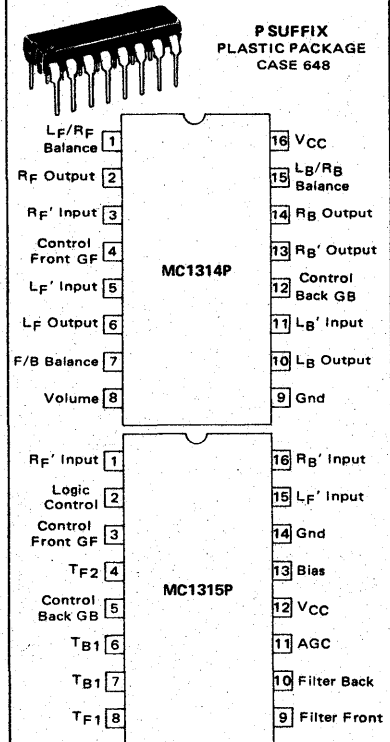 P SUFFIX
PLASTIC PACKAGE
CASE 648
LF/RF
Balance 1
RF Output 2
RF' Input 3
Control
Front GF 4
LF' Input 5
LF Output 6
F/B Balance 7
Volume 8
MC1314P
16 VCC
15 LB/RB
Balance
14 RB Output
13 RB' Output
12 Control
Back GB
11 LB' Input
10 LB Output
9 Gnd
RF' Input 1
Logic
Control 2
Control
Front GF 3
TF2 4
Control
Back GB 5
TB1 6
TB1 7
TF1 8
MC1315P
16 RB' Input
15 LF' Input
14 Gnd
13 Bias
12 VCC
11 AGC
10 Filter Back
9 Filter Front